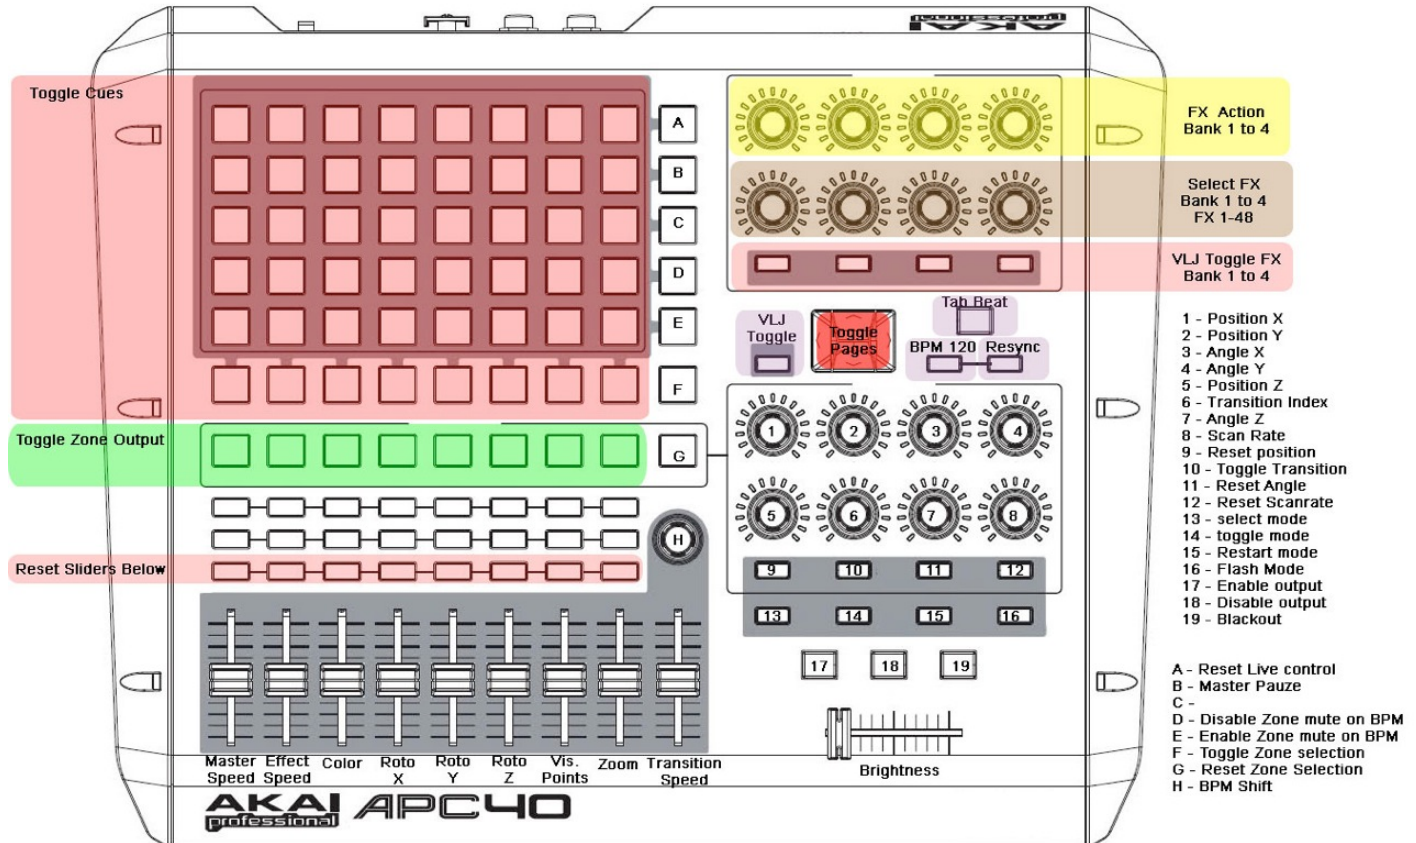 AKAI
professional
Toggle Cues
A
B
C
D
E
F
Toggle Zone Output
G
Reset Sliders Below
H
FX Action
Bank 1 to 4
Select FX
Bank 1 to 4
FX 1-48
VLJ Toggle FX
Bank 1 to 4
VLJ
Toggle
Toggle
Pages
Tab Beat
BPM 120
Resync
1
2
3
4
5
6
7
8
9
10
11
12
13
14
15
16
17
18
19
Brightness
1 - Position X
2 - Position Y
3 - Angle X
4 - Angle Y
5 - Position Z
6 - Transition Index
7 - Angle Z
8 - Scan Rate
9 - Reset position
10 - Toggle Transition
11 - Reset Angle
12 - Reset Scanrate
13 - select mode
14 - toggle mode
15 - Restart mode
16 - Flash Mode
17 - Enable output
18 - Disable output
19 - Blackout
A - Reset Live control
B - Master Pauze
C -
D - Disable Zone mute on BPM
E - Enable Zone mute on BPM
F - Toggle Zone selection
G - Reset Zone Selection
H - BPM Shift
Master
Speed
Effect
Speed
Color
Roto
X
Roto
Y
Roto
Z
Vis.
Points
Zoom
Transition
Speed
AKAI
professional
APC40